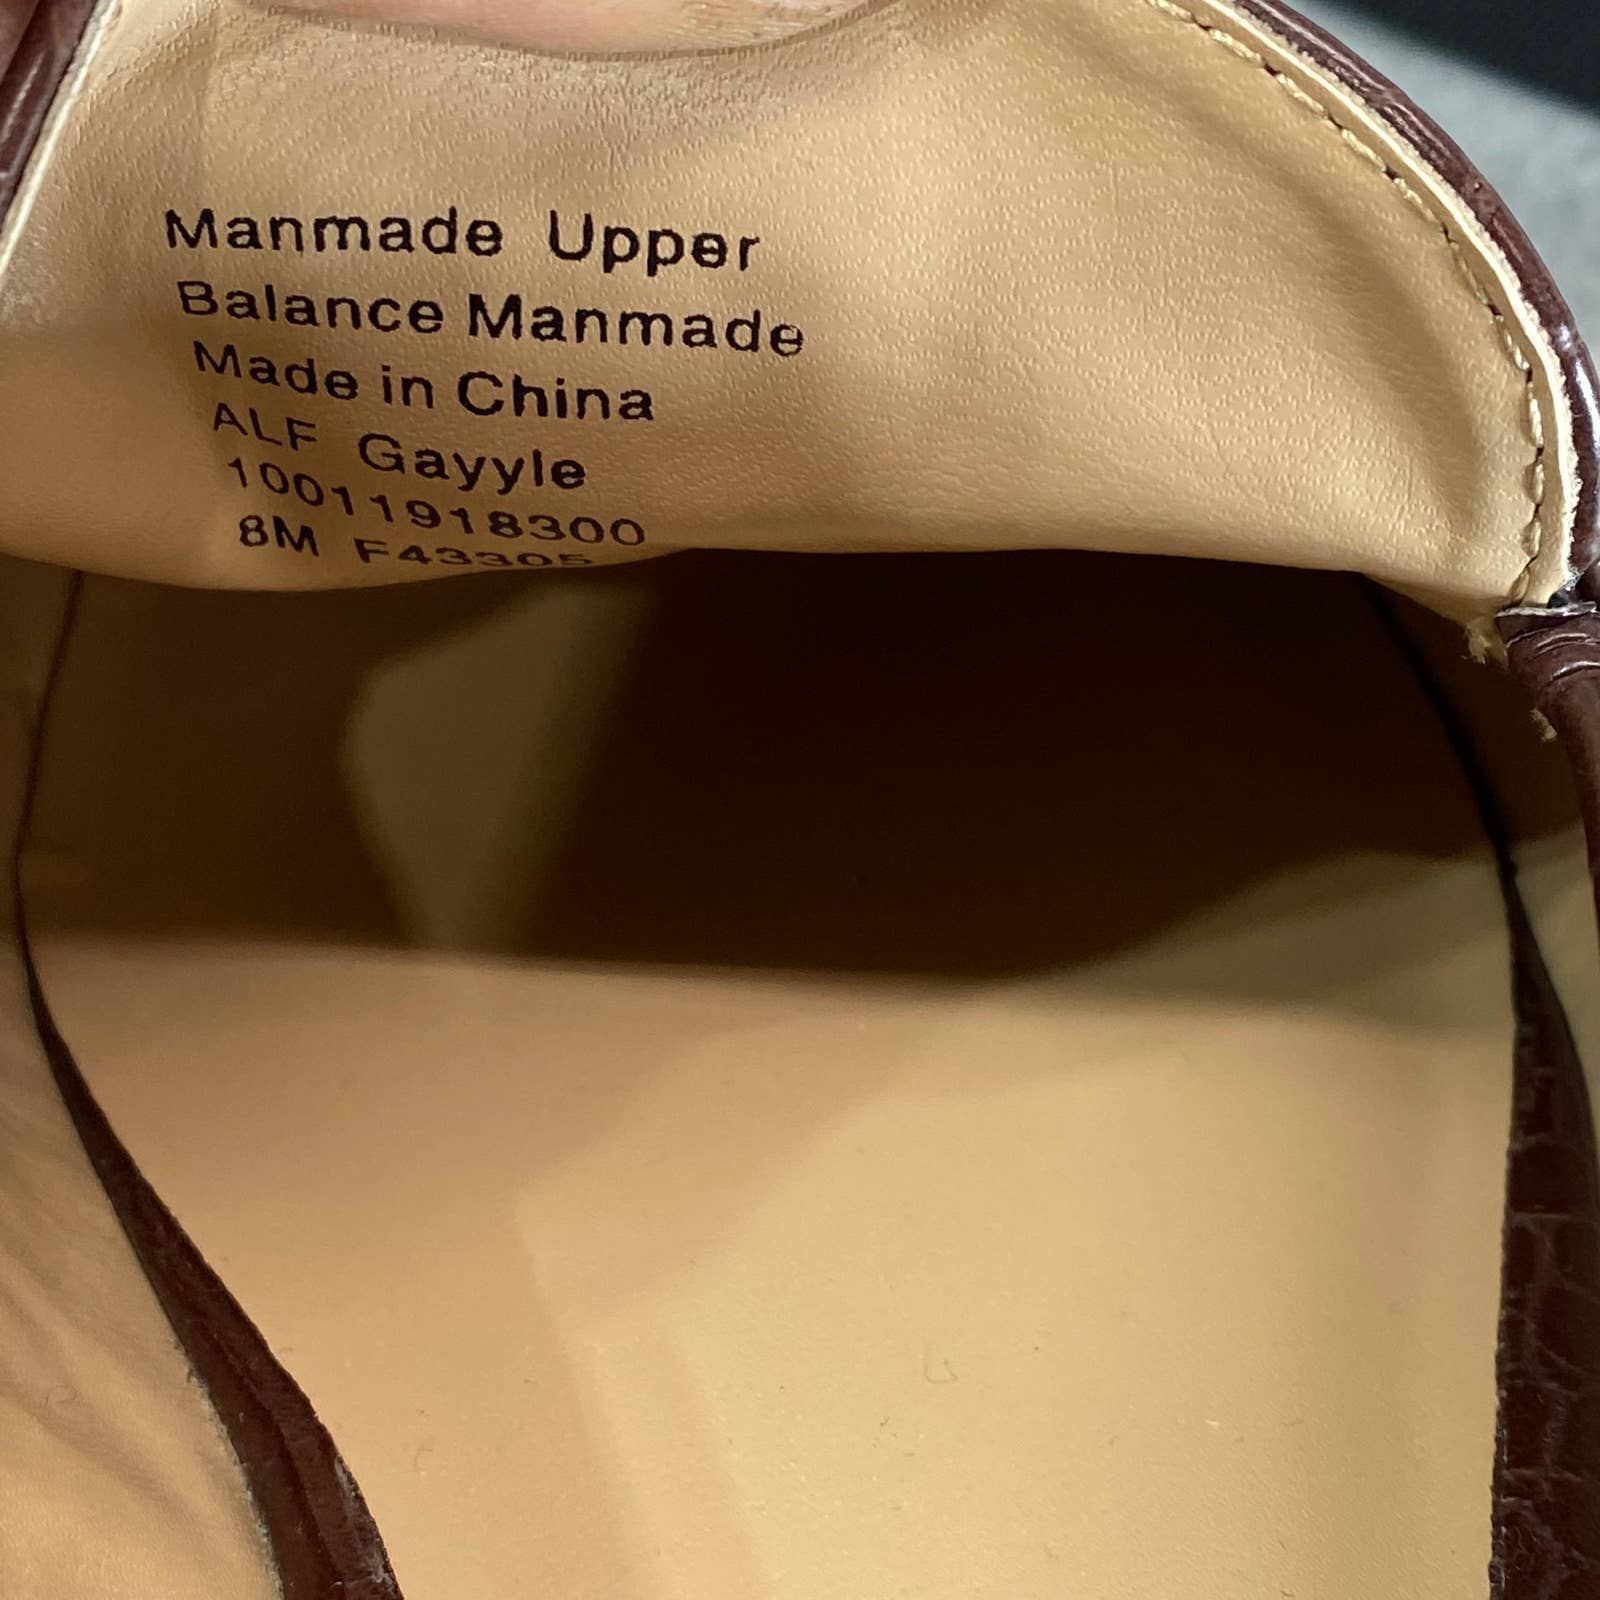 Manmade Upper
Balance Manmade
Made in China
ALF Gayyle
10011918300
8M F43305